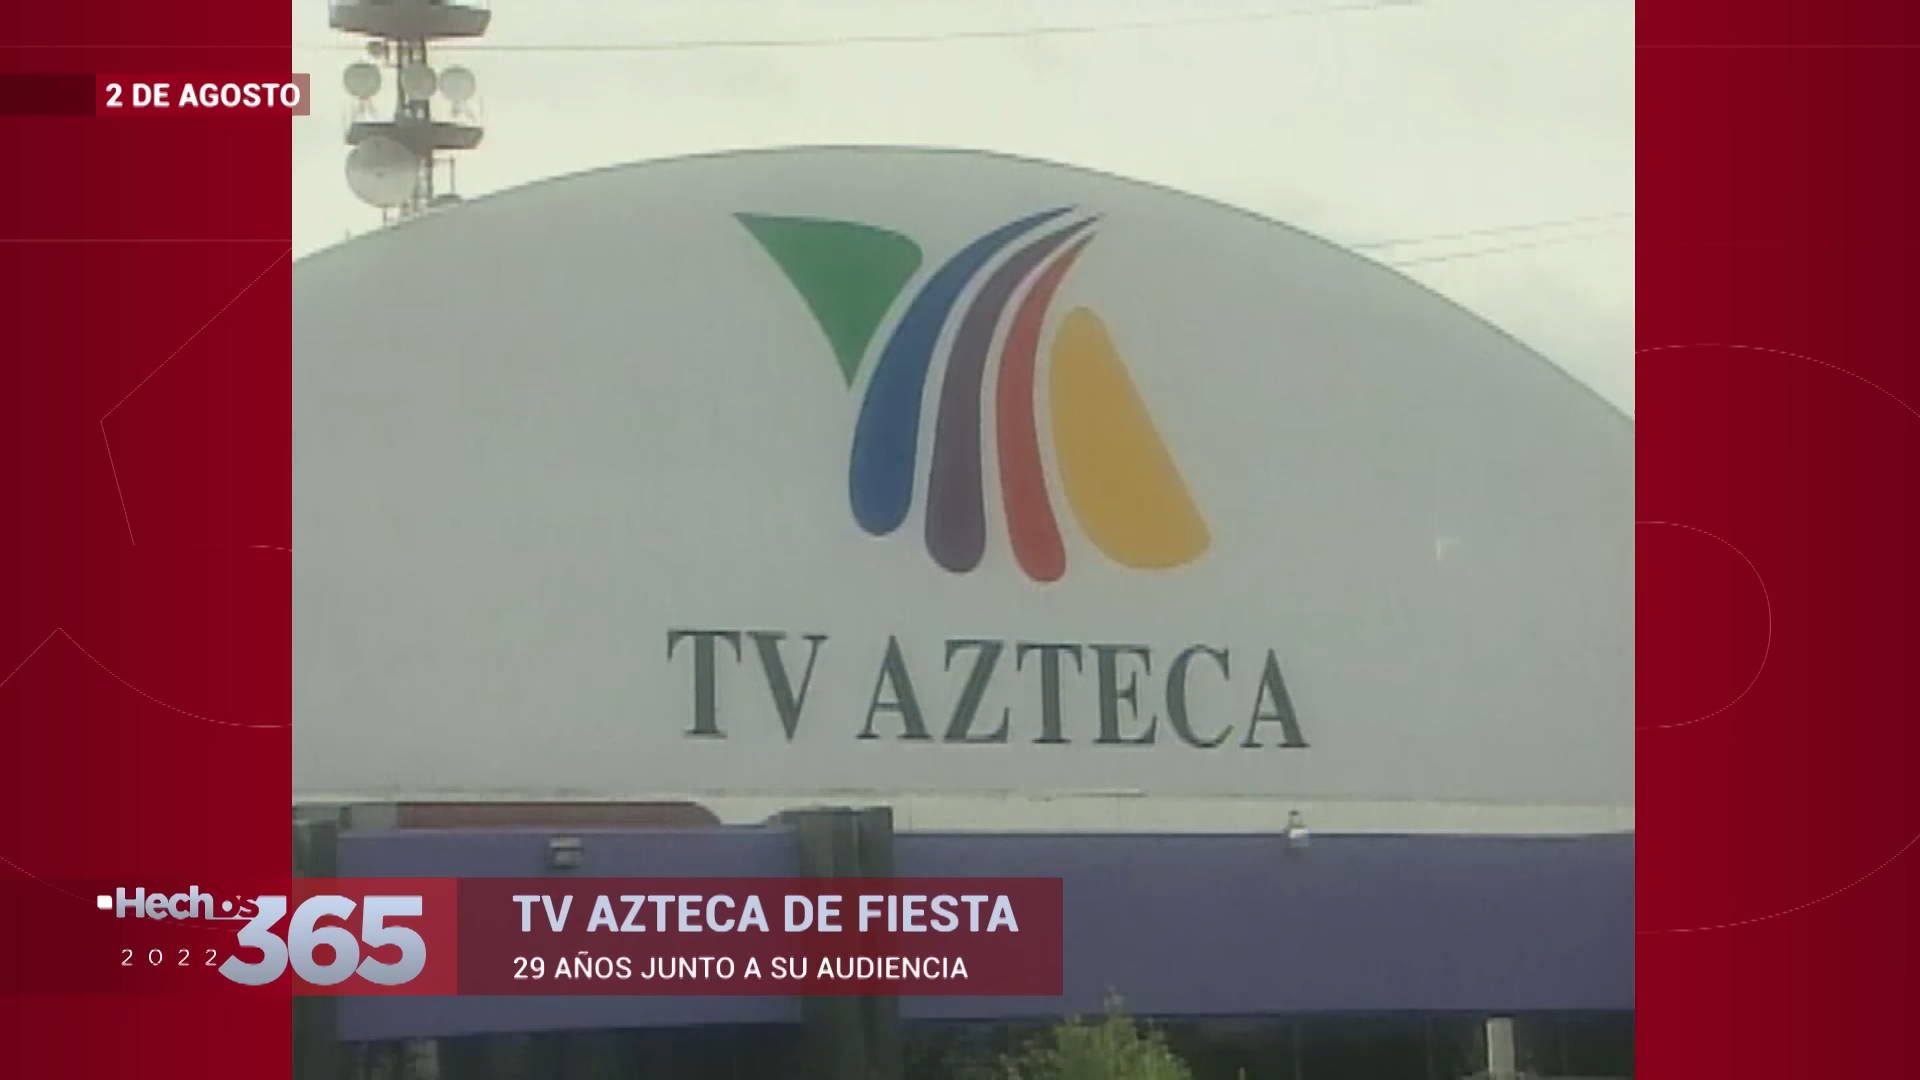 2 DE AGOSTO
TV AZTECA
Hechos
2022 365
TV AZTECA DE FIESTA
29 AÑOS JUNTO A SU AUDIENCIA